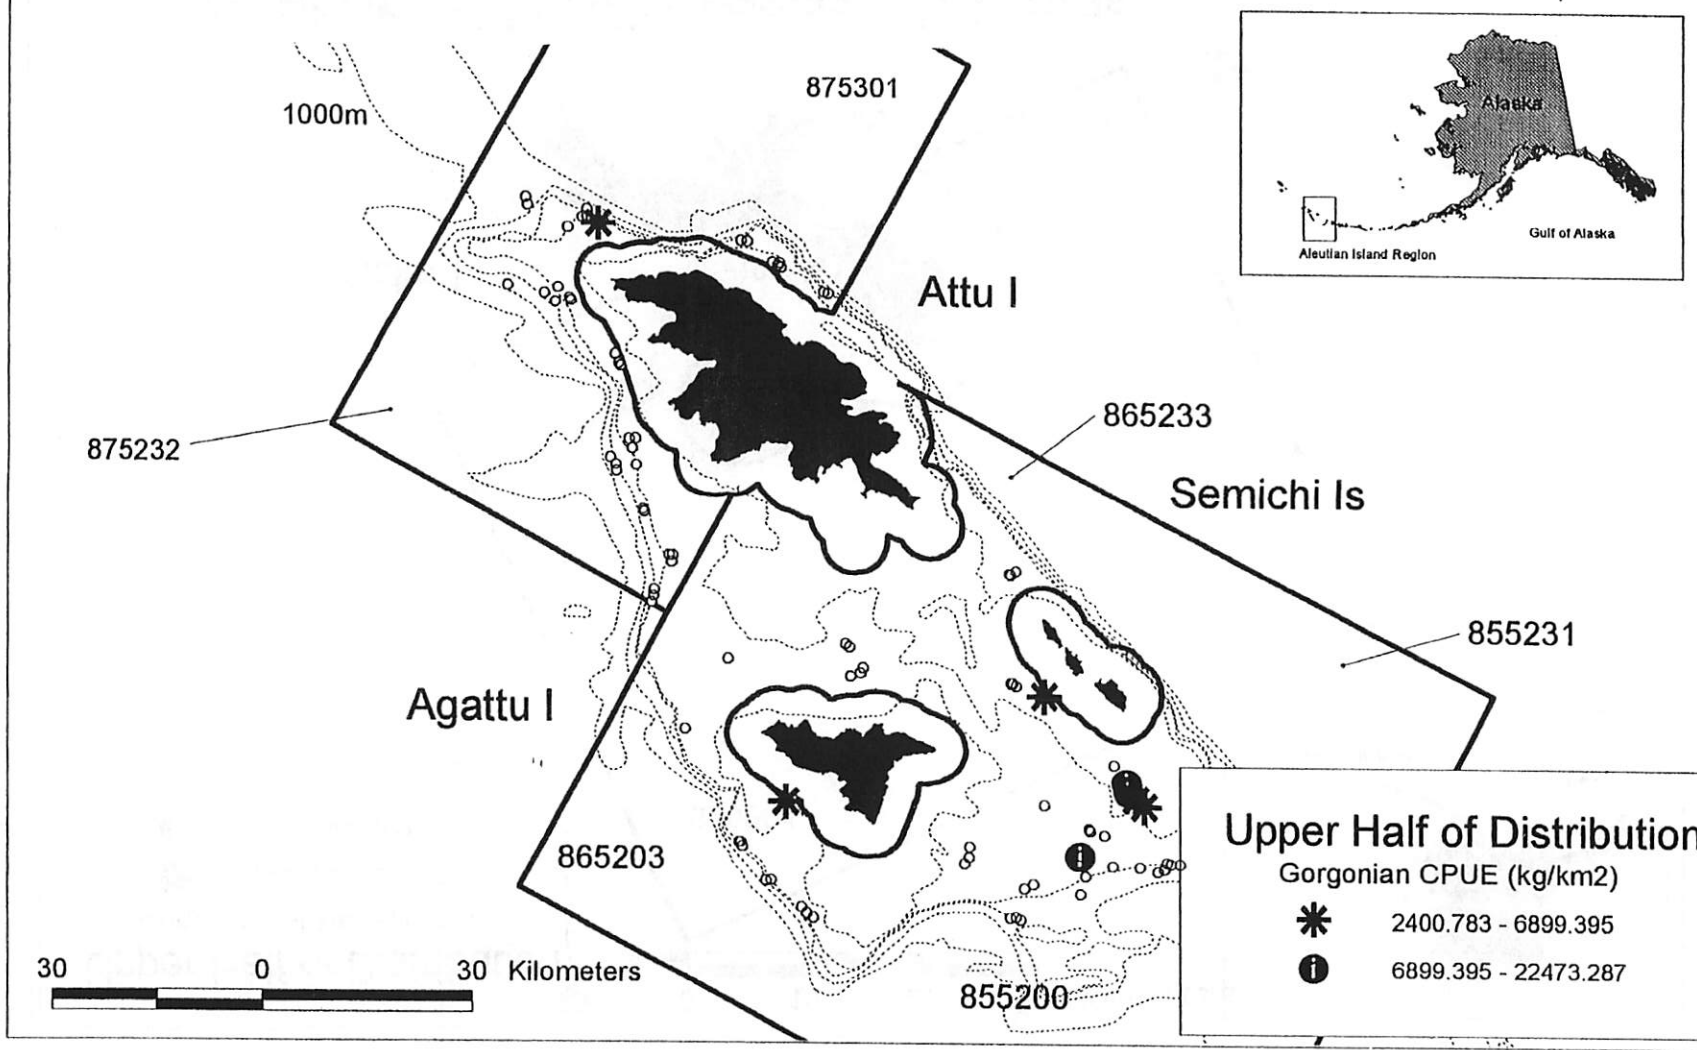 875301
1000m
Alaska
Gulf of Alaska
Aleutian Island Region
Attu I
865233
875232
Semichi Is
855231
Agattu I
865203
Upper Half of Distribution
Gorgonian CPUE (kg/km2)
2400.783 - 6899.395
6899.395 - 22473.287
30 0 30 Kilometers
855200